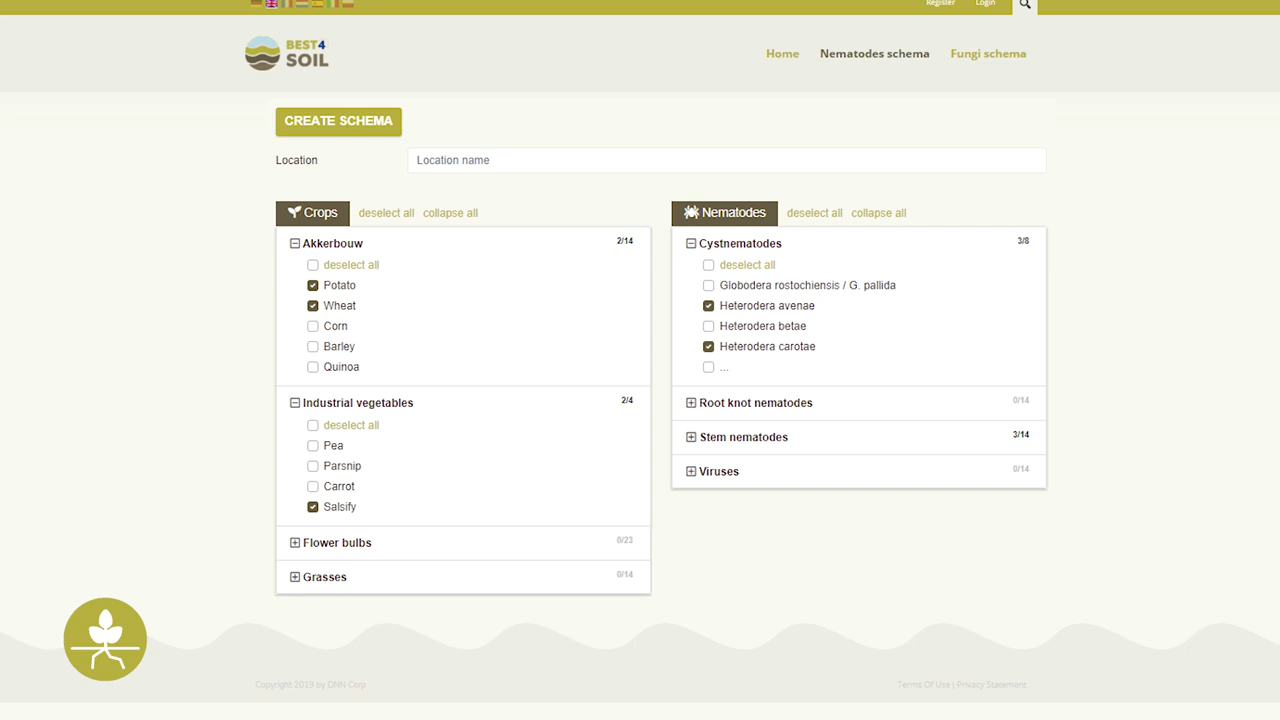 Register Login
BEST4
SOIL
Home Nematodes schema Fungi schema
CREATE SCHEMA
Location Location name
Crops deselect all collapse all
Akkerbouw 2/14
deselect all
Potato
Wheat
Corn
Barley
Quinoa
Industrial vegetables 2/4
deselect all
Pea
Parsnip
Carrot
Salsify
Flower bulbs 0/23
Grasses 0/14
Nematodes deselect all collapse all
Cystnematodes 3/8
deselect all
Globodera rostochiensis / G. pallida
Heterodera avenae
Heterodera betae
Heterodera carotae
...
Root knot nematodes 0/14
Stem nematodes 3/14
Viruses 0/14
Copyright 2019 by DNN Corp Terms Of Use | Privacy Statement